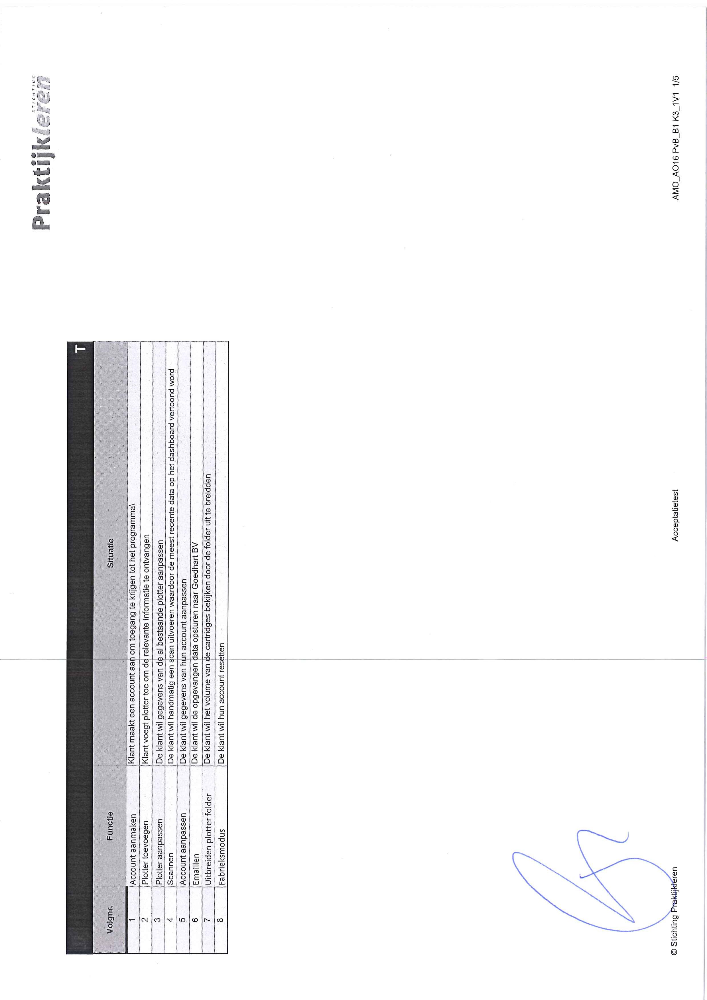 STICHTING
Praktijkleren
T
Volgnr. Functie Situatie
1 Account aanmaken Klant maakt een account aan om toegang te krijgen tot het programma\
2 Plotter toevoegen Klant voegt plotter toe om de relevante informatie te ontvangen
3 Plotter aanpassen De klant wil gegevens van de al bestaande plotter aanpassen
4 Scannen De klant wil handmatig een scan uitvoeren waardoor de meest recente data op het dashboard vertoond word
5 Account aanpassen De klant wil gegevens van hun account aanpassen
6 Emaillen De klant wil de opgevangen data opsturen naar Goedhart BV
7 Uitbreiden plotter folder De klant wil het volume van de cartridges bekijken door de folder uit te breidden
8 Fabrieksmodus De klant wil hun account resetten
© Stichting Praktijkleren Acceptatietest AMO_AO16 PvB_B1 K3_1V1 1/5